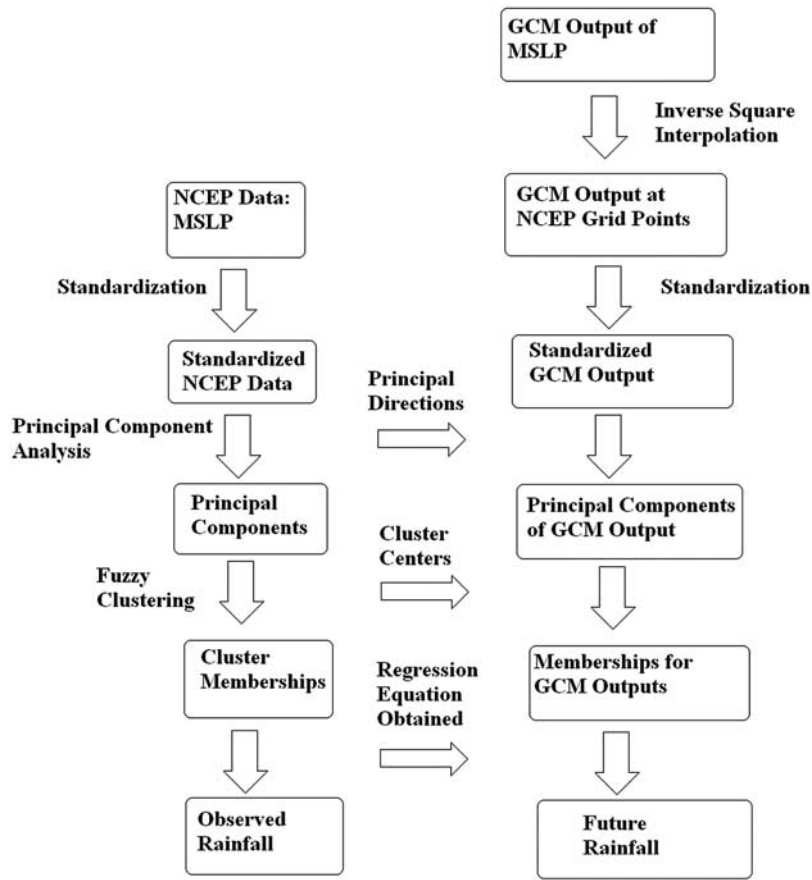 GCM Output of
MSLP
Inverse Square
Interpolation
NCEP Data:
MSLP
GCM Output at
NCEP Grid Points
Standardization
Standardization
Standardized
NCEP Data
Principal
Directions
Standardized
GCM Output
Principal Component
Analysis
Principal
Components
Cluster
Centers
Principal Components
of GCM Output
Fuzzy
Clustering
Cluster
Memberships
Regression
Equation
Obtained
Memberships for
GCM Outputs
Observed
Rainfall
Future
Rainfall